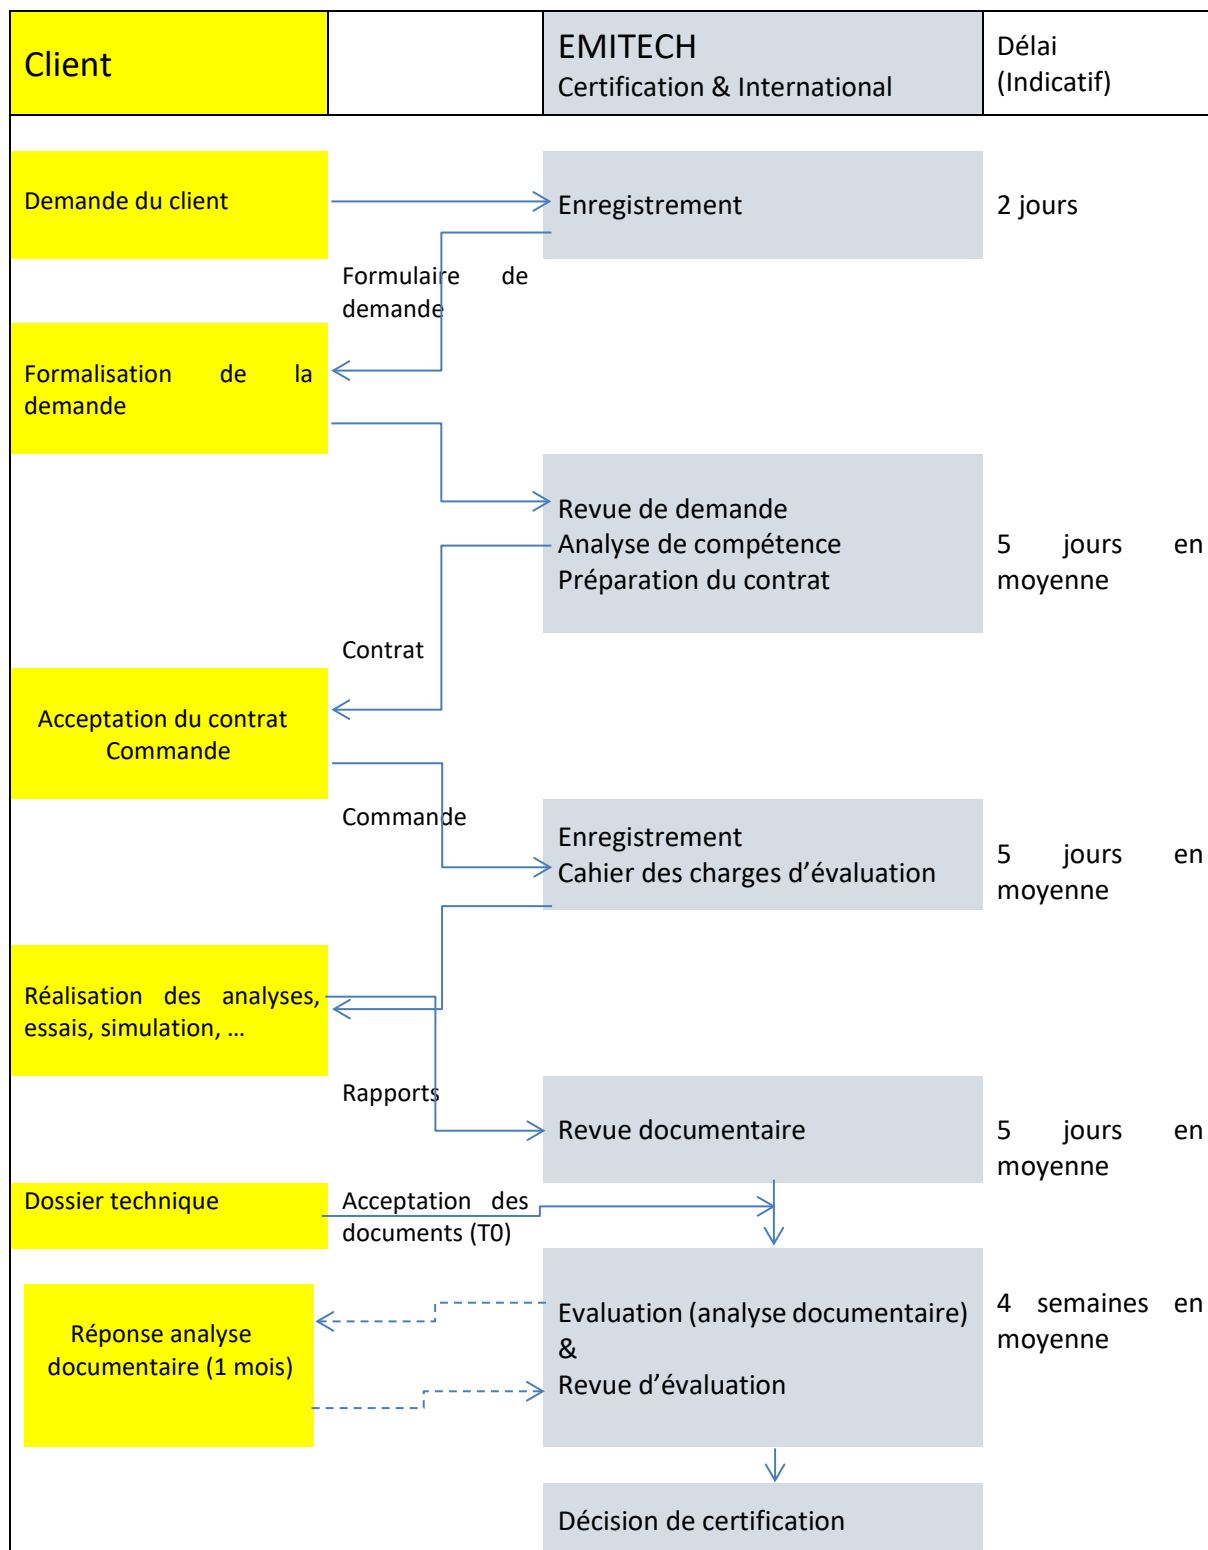 Client
EMITECH
Certification & International
Délai
(Indicatif)
Demande du client
Enregistrement
2 jours
Formulaire de
demande
Formalisation de la
demande
Revue de demande
Analyse de compétence
Préparation du contrat
5 jours en
moyenne
Contrat
Acceptation du contrat
Commande
Commande
Enregistrement
Cahier des charges d’évaluation
5 jours en
moyenne
Réalisation des analyses,
essais, simulation, …
Rapports
Revue documentaire
5 jours en
moyenne
Dossier technique
Acceptation des
documents (T0)
Evaluation (analyse documentaire)
&
Revue d’évaluation
4 semaines en
moyenne
Réponse analyse
documentaire (1 mois)
Décision de certification